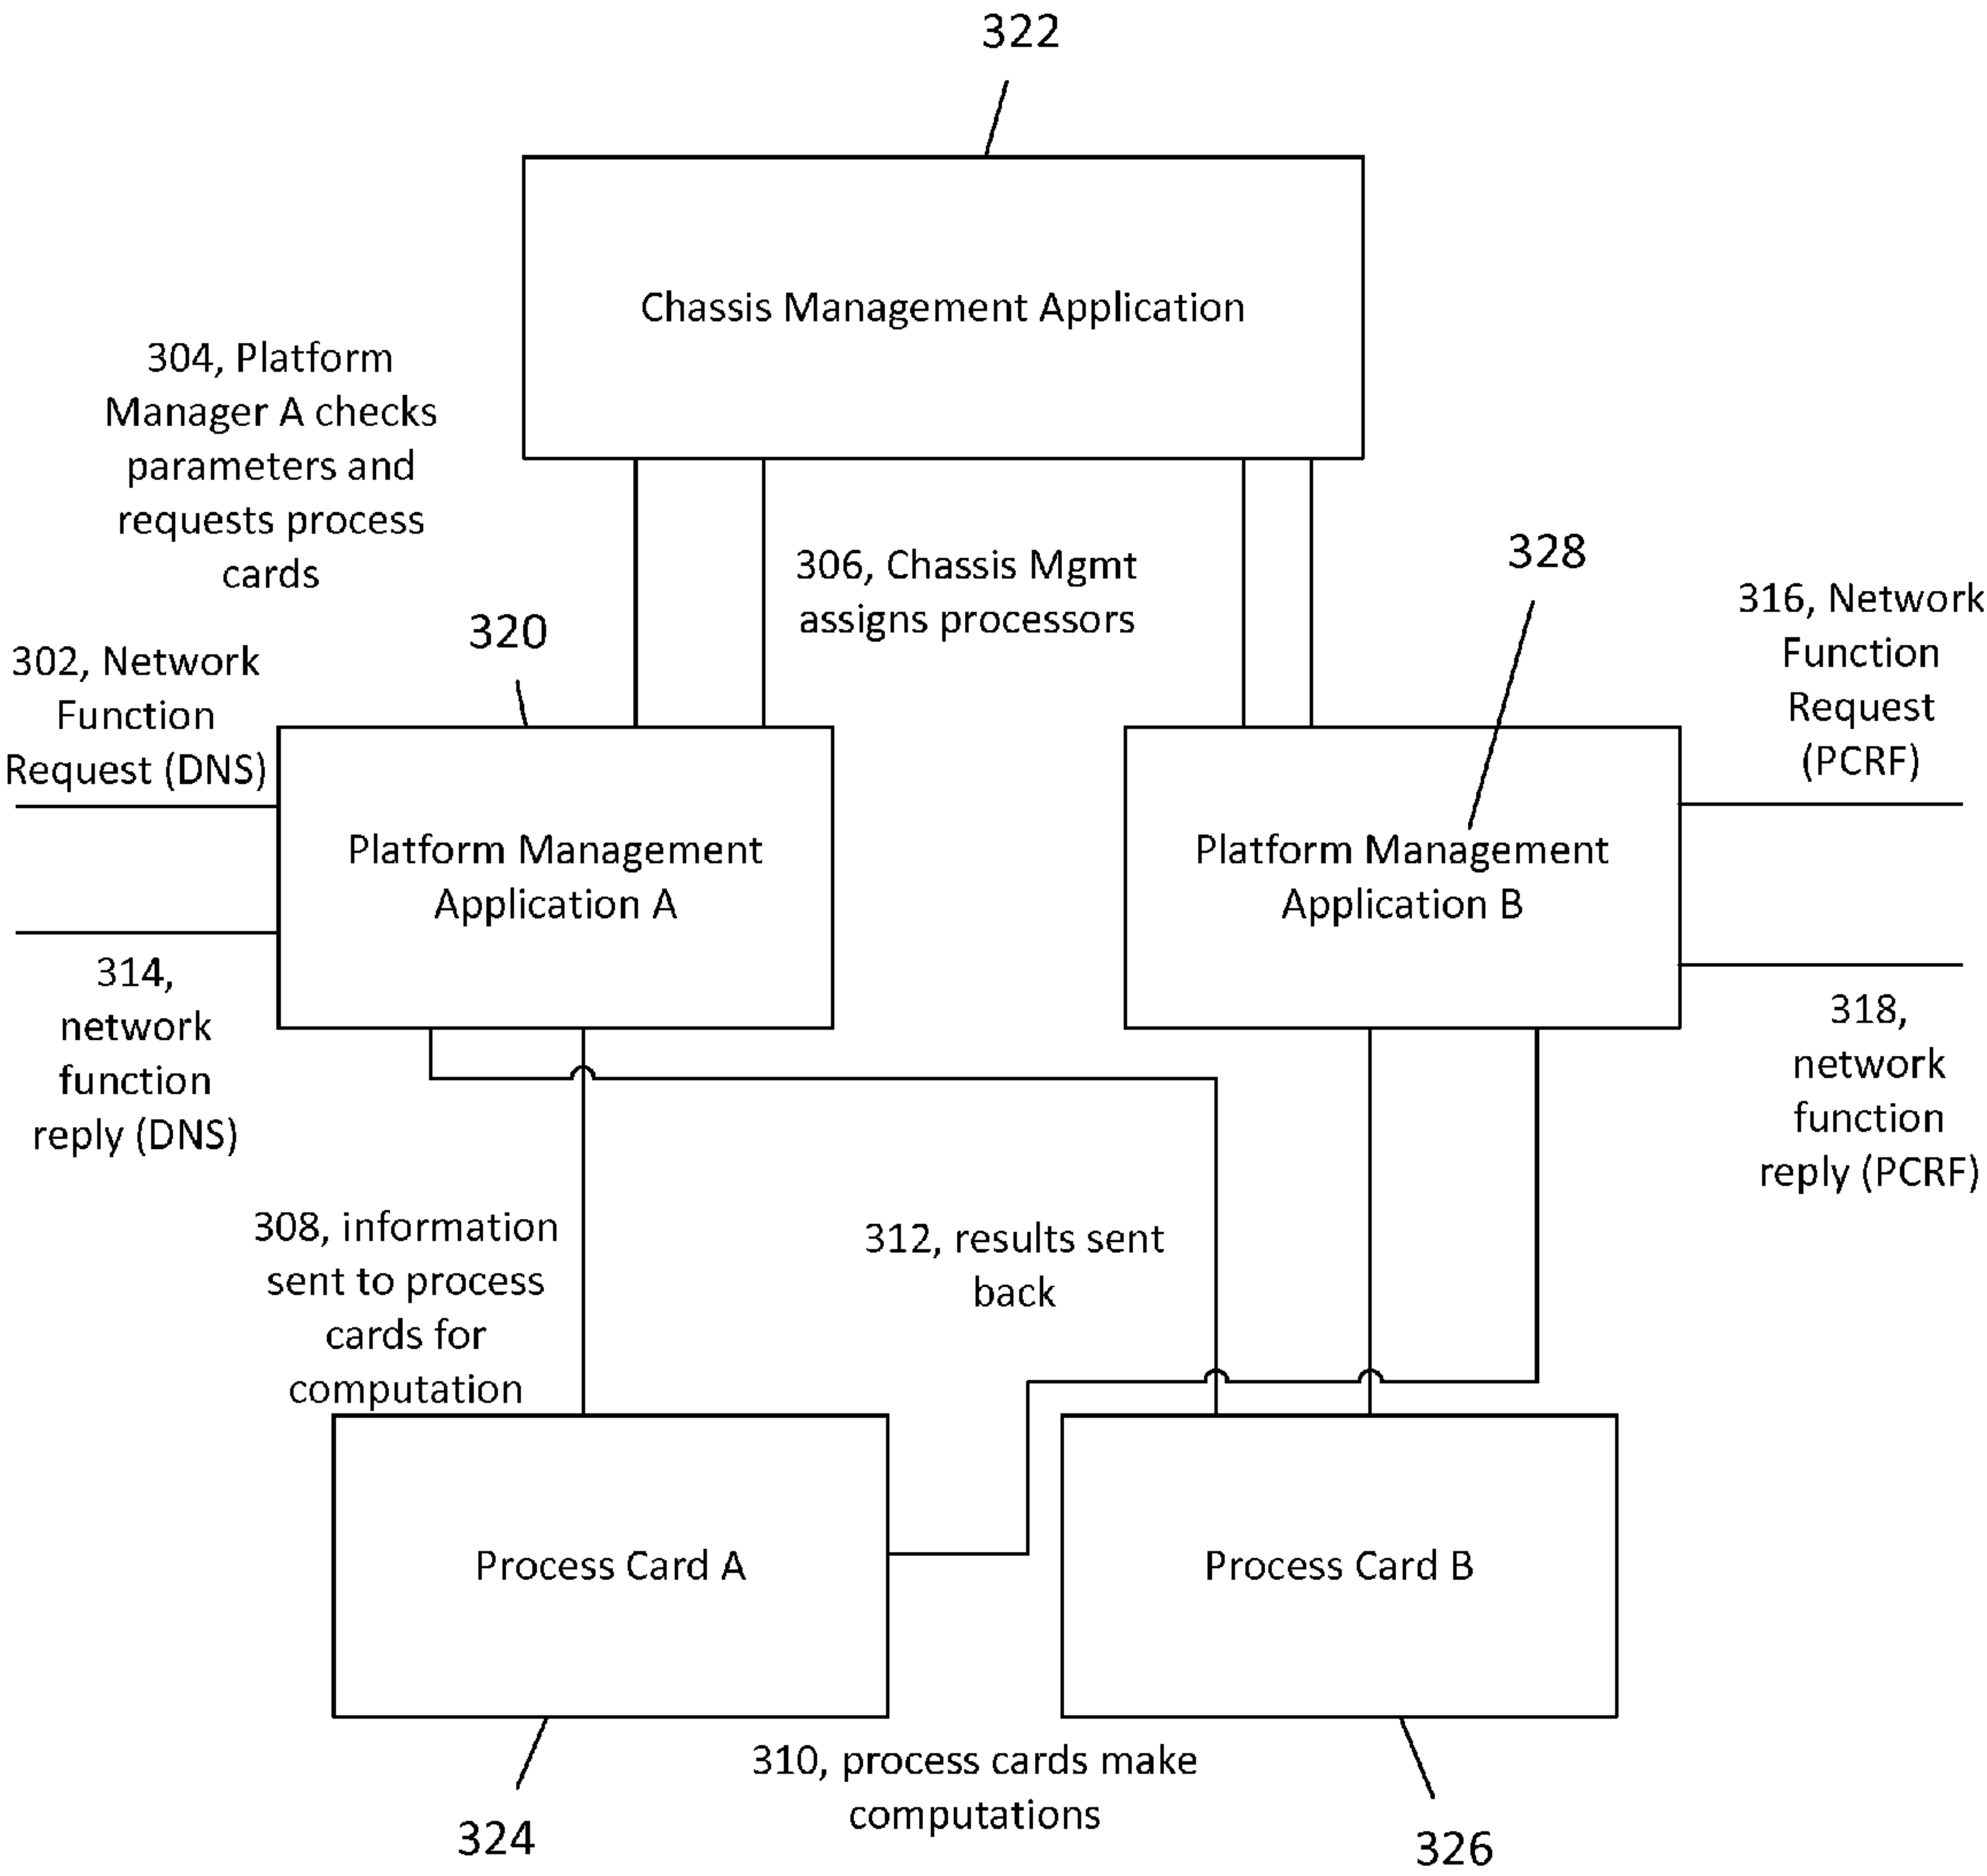 322
Chassis Management Application
304, Platform
Manager A checks
parameters and
requests process
cards
306, Chassis Mgmt
assigns processors
328
320
302, Network
Function
Request (DNS)
316, Network
Function
Request
(PCRF)
Platform Management
Application A
Platform Management
Application B
314,
network
function
reply (DNS)
318,
network
function
reply (PCRF)
308, information
sent to process
cards for
computation
312, results sent
back
Process Card A
Process Card B
310, process cards make
computations
324
326